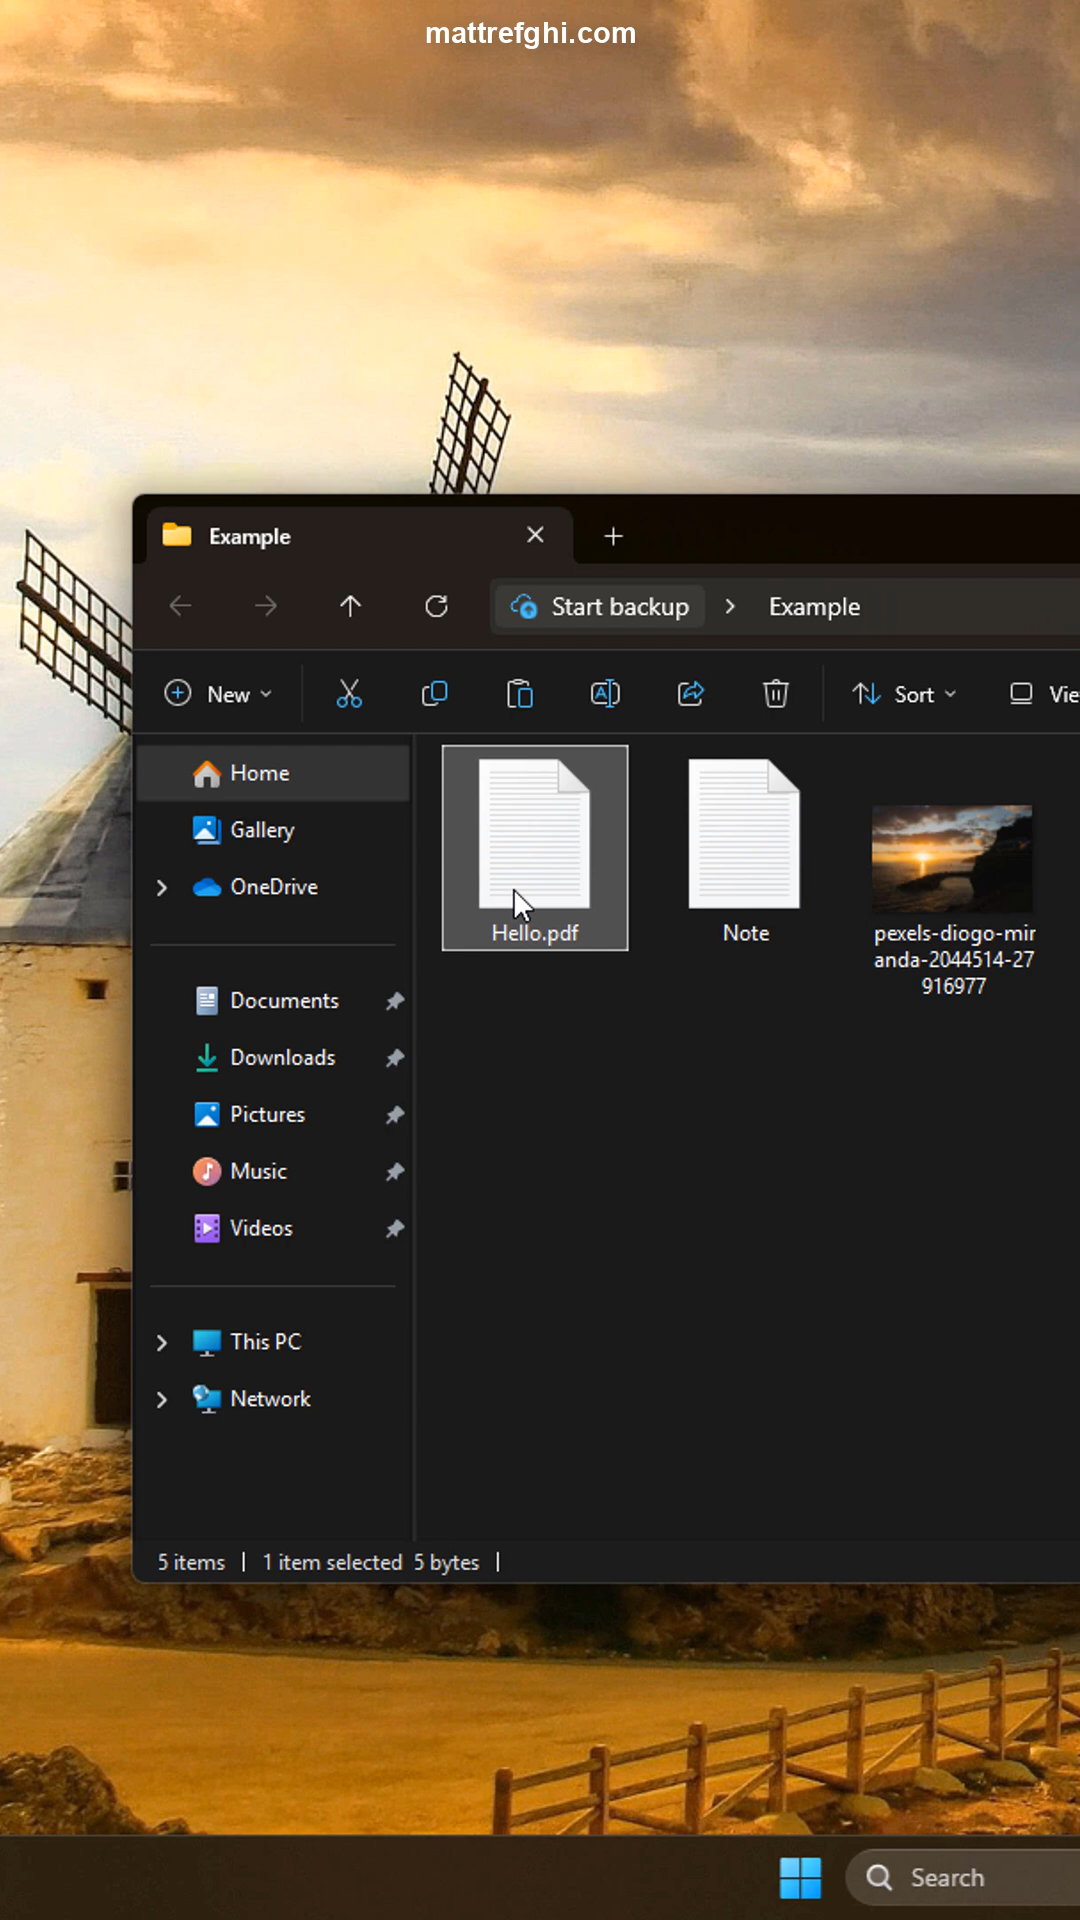 mattrefghi.com
Example
Start backup
Example
New
Sort
Vie
Home
Gallery
OneDrive
Documents
Downloads
Pictures
Music
Videos
This PC
Network
Hello.pdf
Note
pexels-diogo-mir
anda-2044514-27
916977
5 items
1 item selected 5 bytes
Search